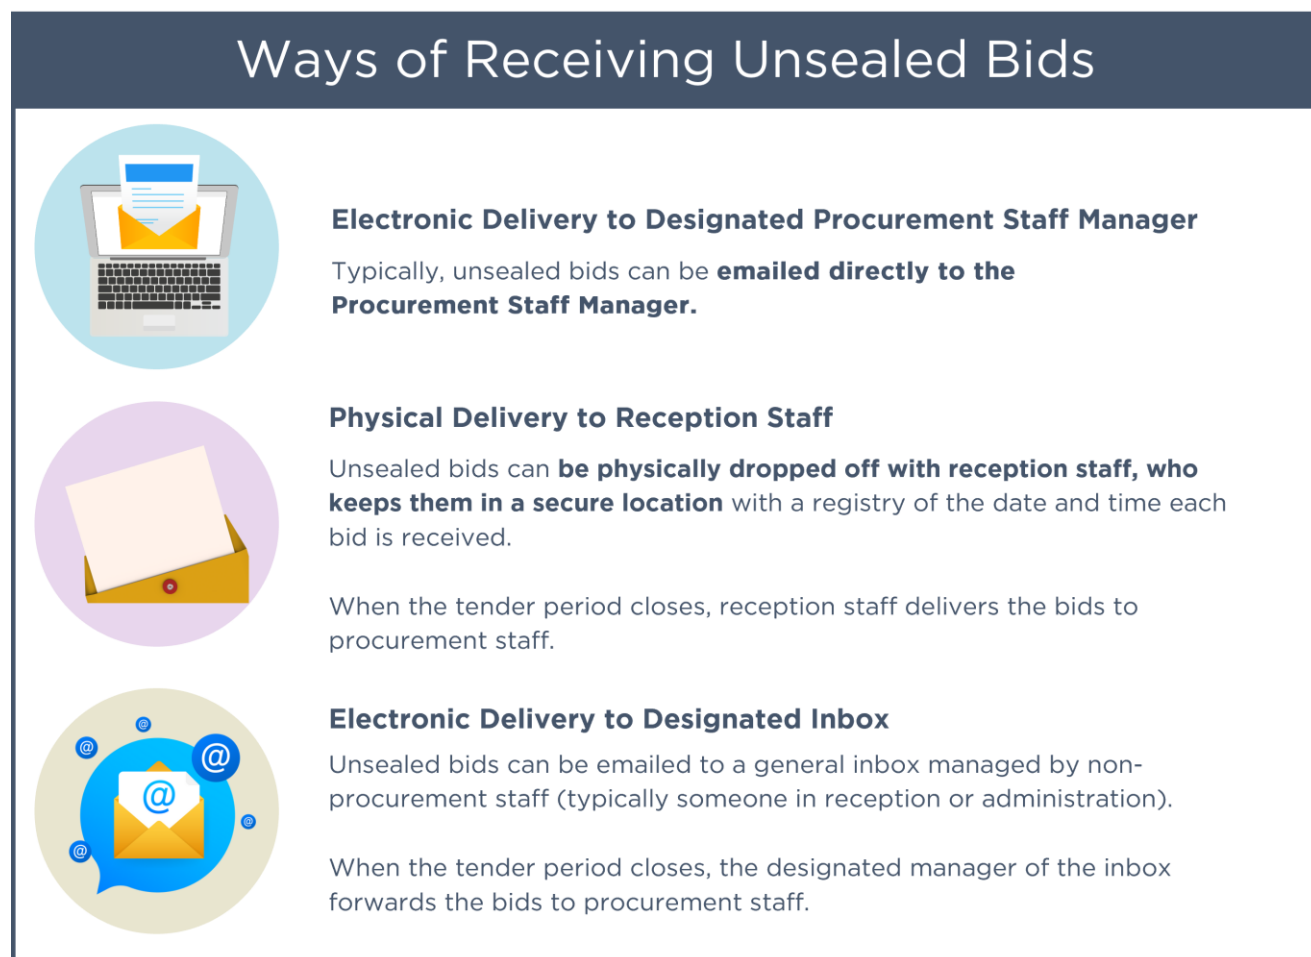 Ways of Receiving Unsealed Bids
Electronic Delivery to Designated Procurement Staff Manager
Typically, unsealed bids can be emailed directly to the
Procurement Staff Manager.
Physical Delivery to Reception Staff
Unsealed bids can be physically dropped off with reception staff, who
keeps them in a secure location with a registry of the date and time each
bid is received.
When the tender period closes, reception staff delivers the bids to
procurement staff.
@
@
@
@
@
@
Electronic Delivery to Designated Inbox
Unsealed bids can be emailed to a general inbox managed by non-
procurement staff (typically someone in reception or administration).
When the tender period closes, the designated manager of the inbox
forwards the bids to procurement staff.